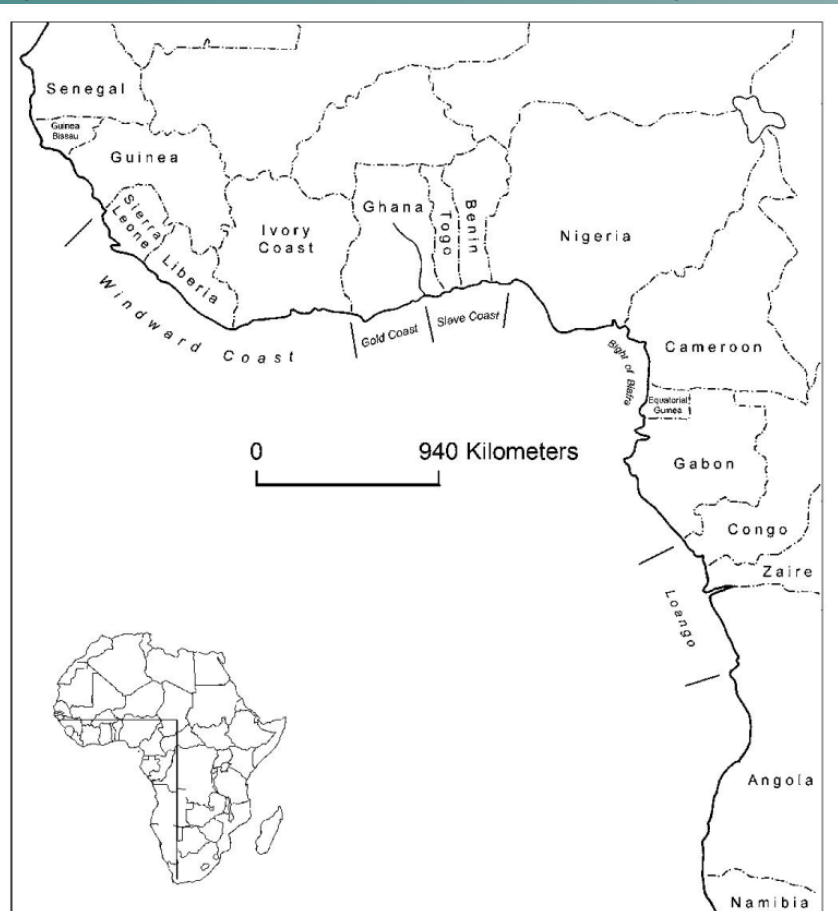 Senegal
Guinea
Bissau
Guinea
Sierra
Leone
Liberia
Ivory
Coast
Ghana
Togo
Benin
Nigeria
Windward Coast
Gold Coast
Slave Coast
Bight of Biafra
Cameroon
Equatorial
Guinea
Gabon
Congo
Zaire
0 940 Kilometers
Loango
Angola
Namibia